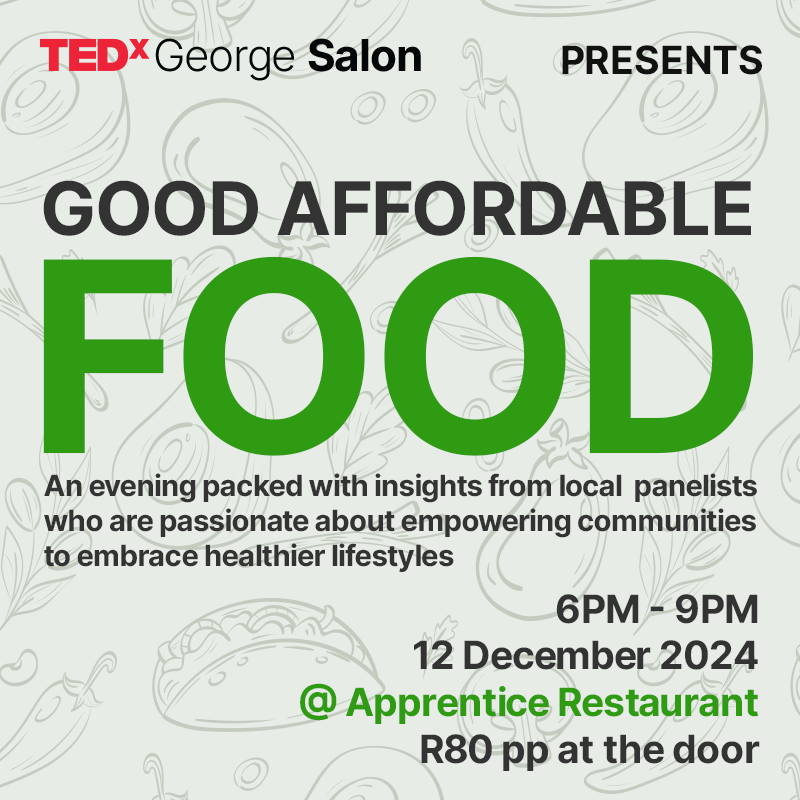 TEDx George Salon PRESENTS
GOOD AFFORDABLE
FOOD
An evening packed with insights from local panelists
who are passionate about empowering communities
to embrace healthier lifestyles
6PM - 9PM
12 December 2024
@ Apprentice Restaurant
R80 pp at the door